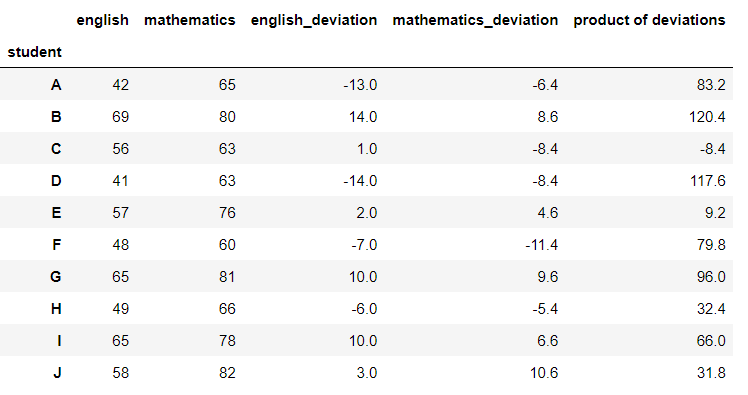 english mathematics english_deviation mathematics_deviation product of deviations
student
A 42 65 -13.0 -6.4 83.2
B 69 80 14.0 8.6 120.4
C 56 63 1.0 -8.4 -8.4
D 41 63 -14.0 -8.4 117.6
E 57 76 2.0 4.6 9.2
F 48 60 -7.0 -11.4 79.8
G 65 81 10.0 9.6 96.0
H 49 66 -6.0 -5.4 32.4
I 65 78 10.0 6.6 66.0
J 58 82 3.0 10.6 31.8